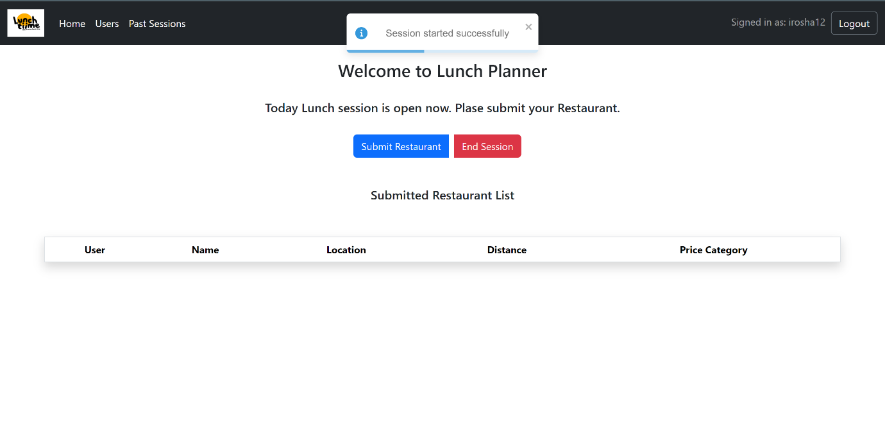 Lunch
time
Home Users Past Sessions
Session started successfully
Signed in as: irosha12 Logout
Welcome to Lunch Planner
Today Lunch session is open now. Plase submit your Restaurant.
Submit Restaurant End Session
Submitted Restaurant List
User Name Location Distance Price Category